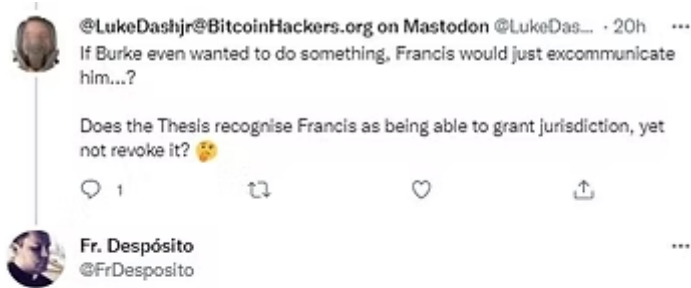 @LukeDashjr@BitcoinHackers.org on Mastodon @LukeDas... · 20h
If Burke even wanted to do something, Francis would just excommunicate
him...?
Does the Thesis recognise Francis as being able to grant jurisdiction, yet
not revoke it? 🤔
1
Fr. Despósito
@FrDesposito